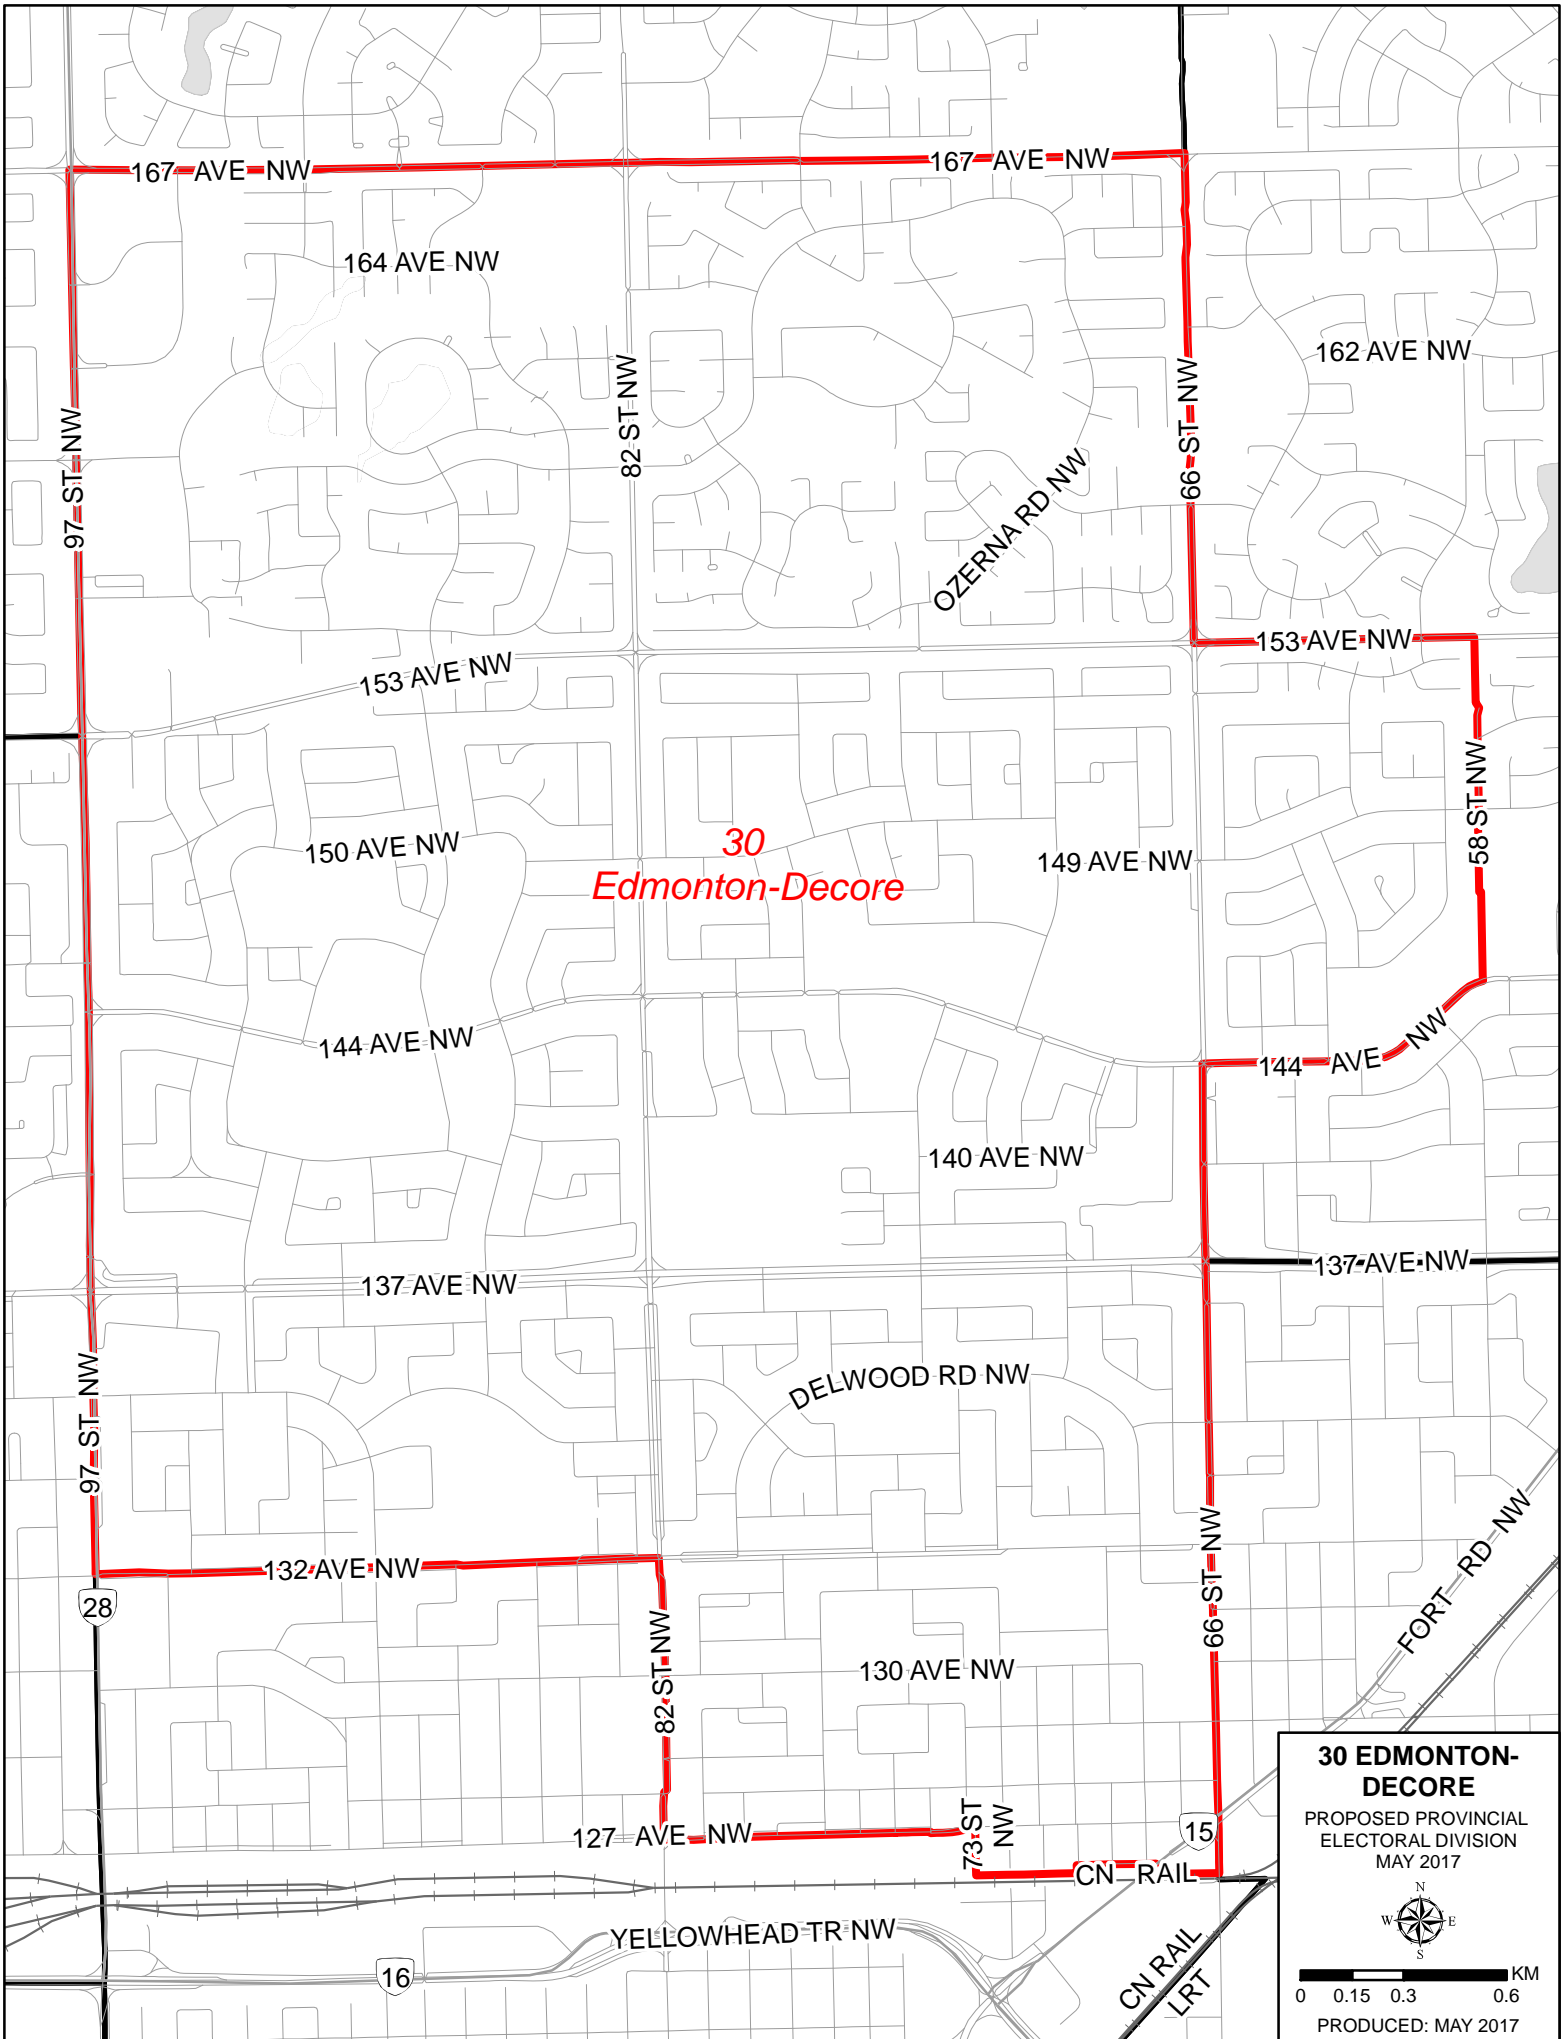 167 AVE NW
167 AVE NW
164 AVE NW
162 AVE NW
82 ST NW
66 ST NW
97 ST NW
OZERNA RD NW
153 AVE NW
153 AVE NW
58 ST NW
150 AVE NW
30
Edmonton-Decore
149 AVE NW
144 AVE NW
144 AVE NW
140 AVE NW
137 AVE NW
137 AVE NW
DELWOOD RD NW
97 ST NW
132 AVE NW
28
66 ST NW
FORT RD NW
82 ST NW
130 AVE NW
127 AVE NW
73 ST
NW
15
CN RAIL
YELLOWHEAD TR NW
16
CN RAIL
LRT
30 EDMONTON-
DECORE
PROPOSED PROVINCIAL
ELECTORAL DIVISION
MAY 2017
N
W E
S
KM
0 0.15 0.3 0.6
PRODUCED: MAY 2017